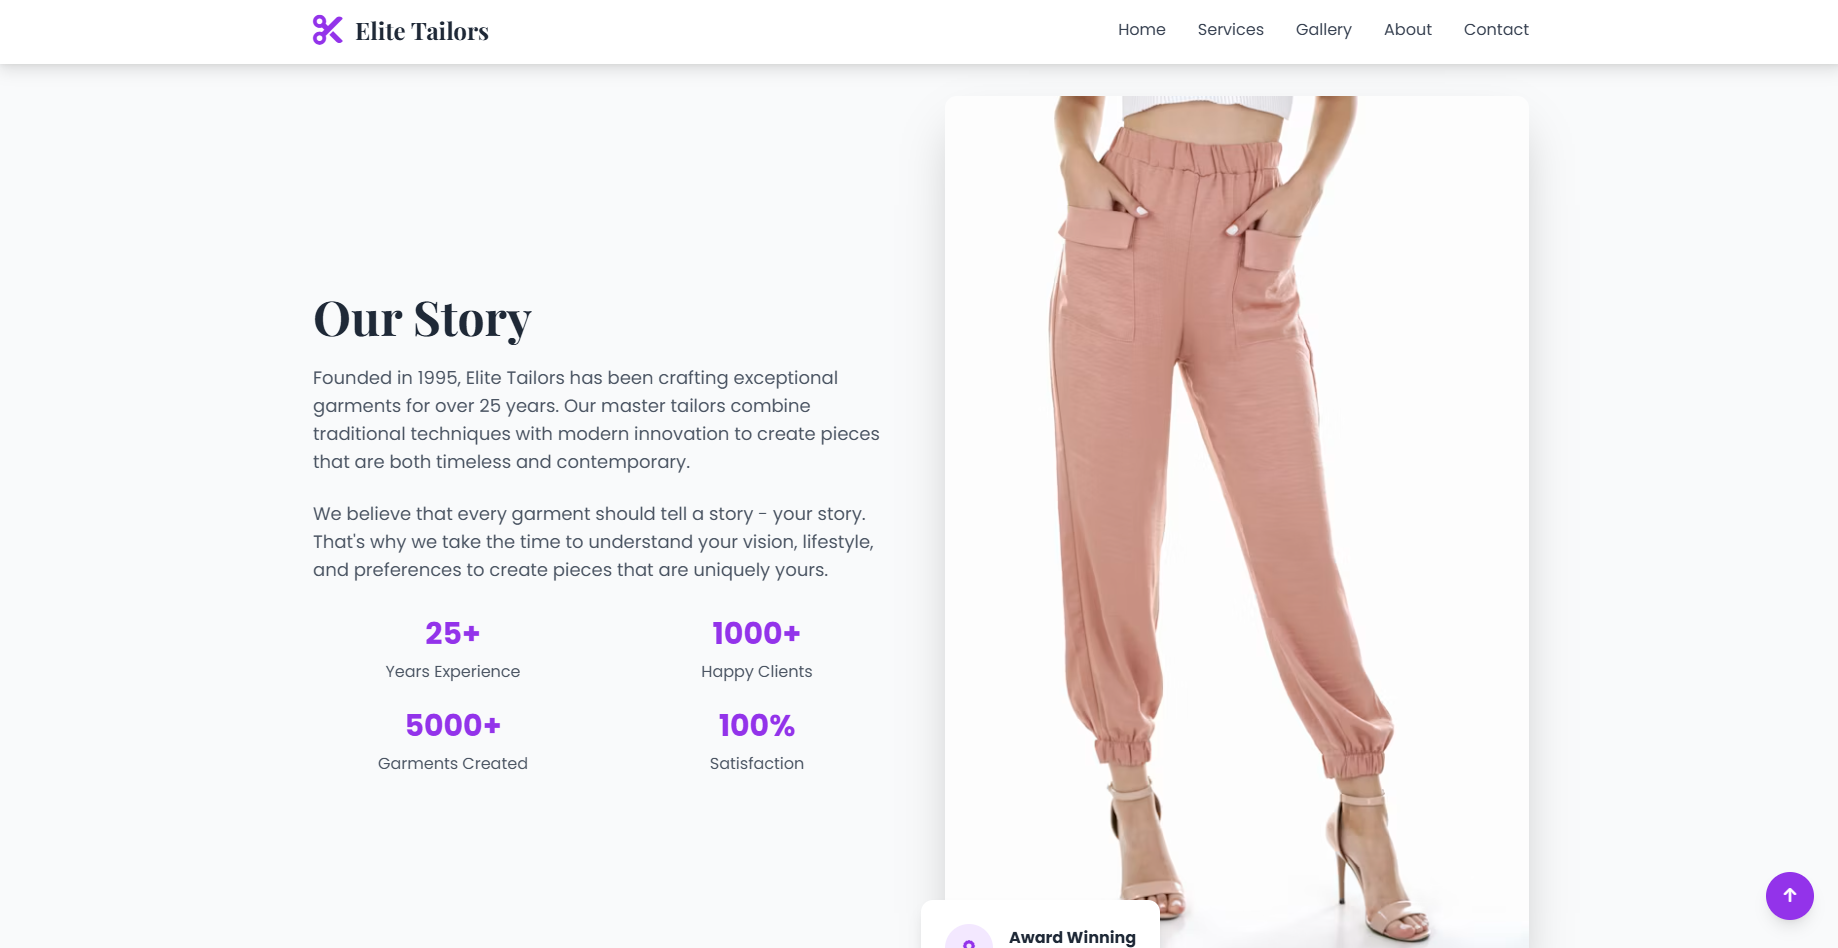 Elite Tailors
Home Services Gallery About Contact
Our Story
Founded in 1995, Elite Tailors has been crafting exceptional
garments for over 25 years. Our master tailors combine
traditional techniques with modern innovation to create pieces
that are both timeless and contemporary.
We believe that every garment should tell a story - your story.
That's why we take the time to understand your vision, lifestyle,
and preferences to create pieces that are uniquely yours.
25+
Years Experience
1000+
Happy Clients
5000+
Garments Created
100%
Satisfaction
Award Winning